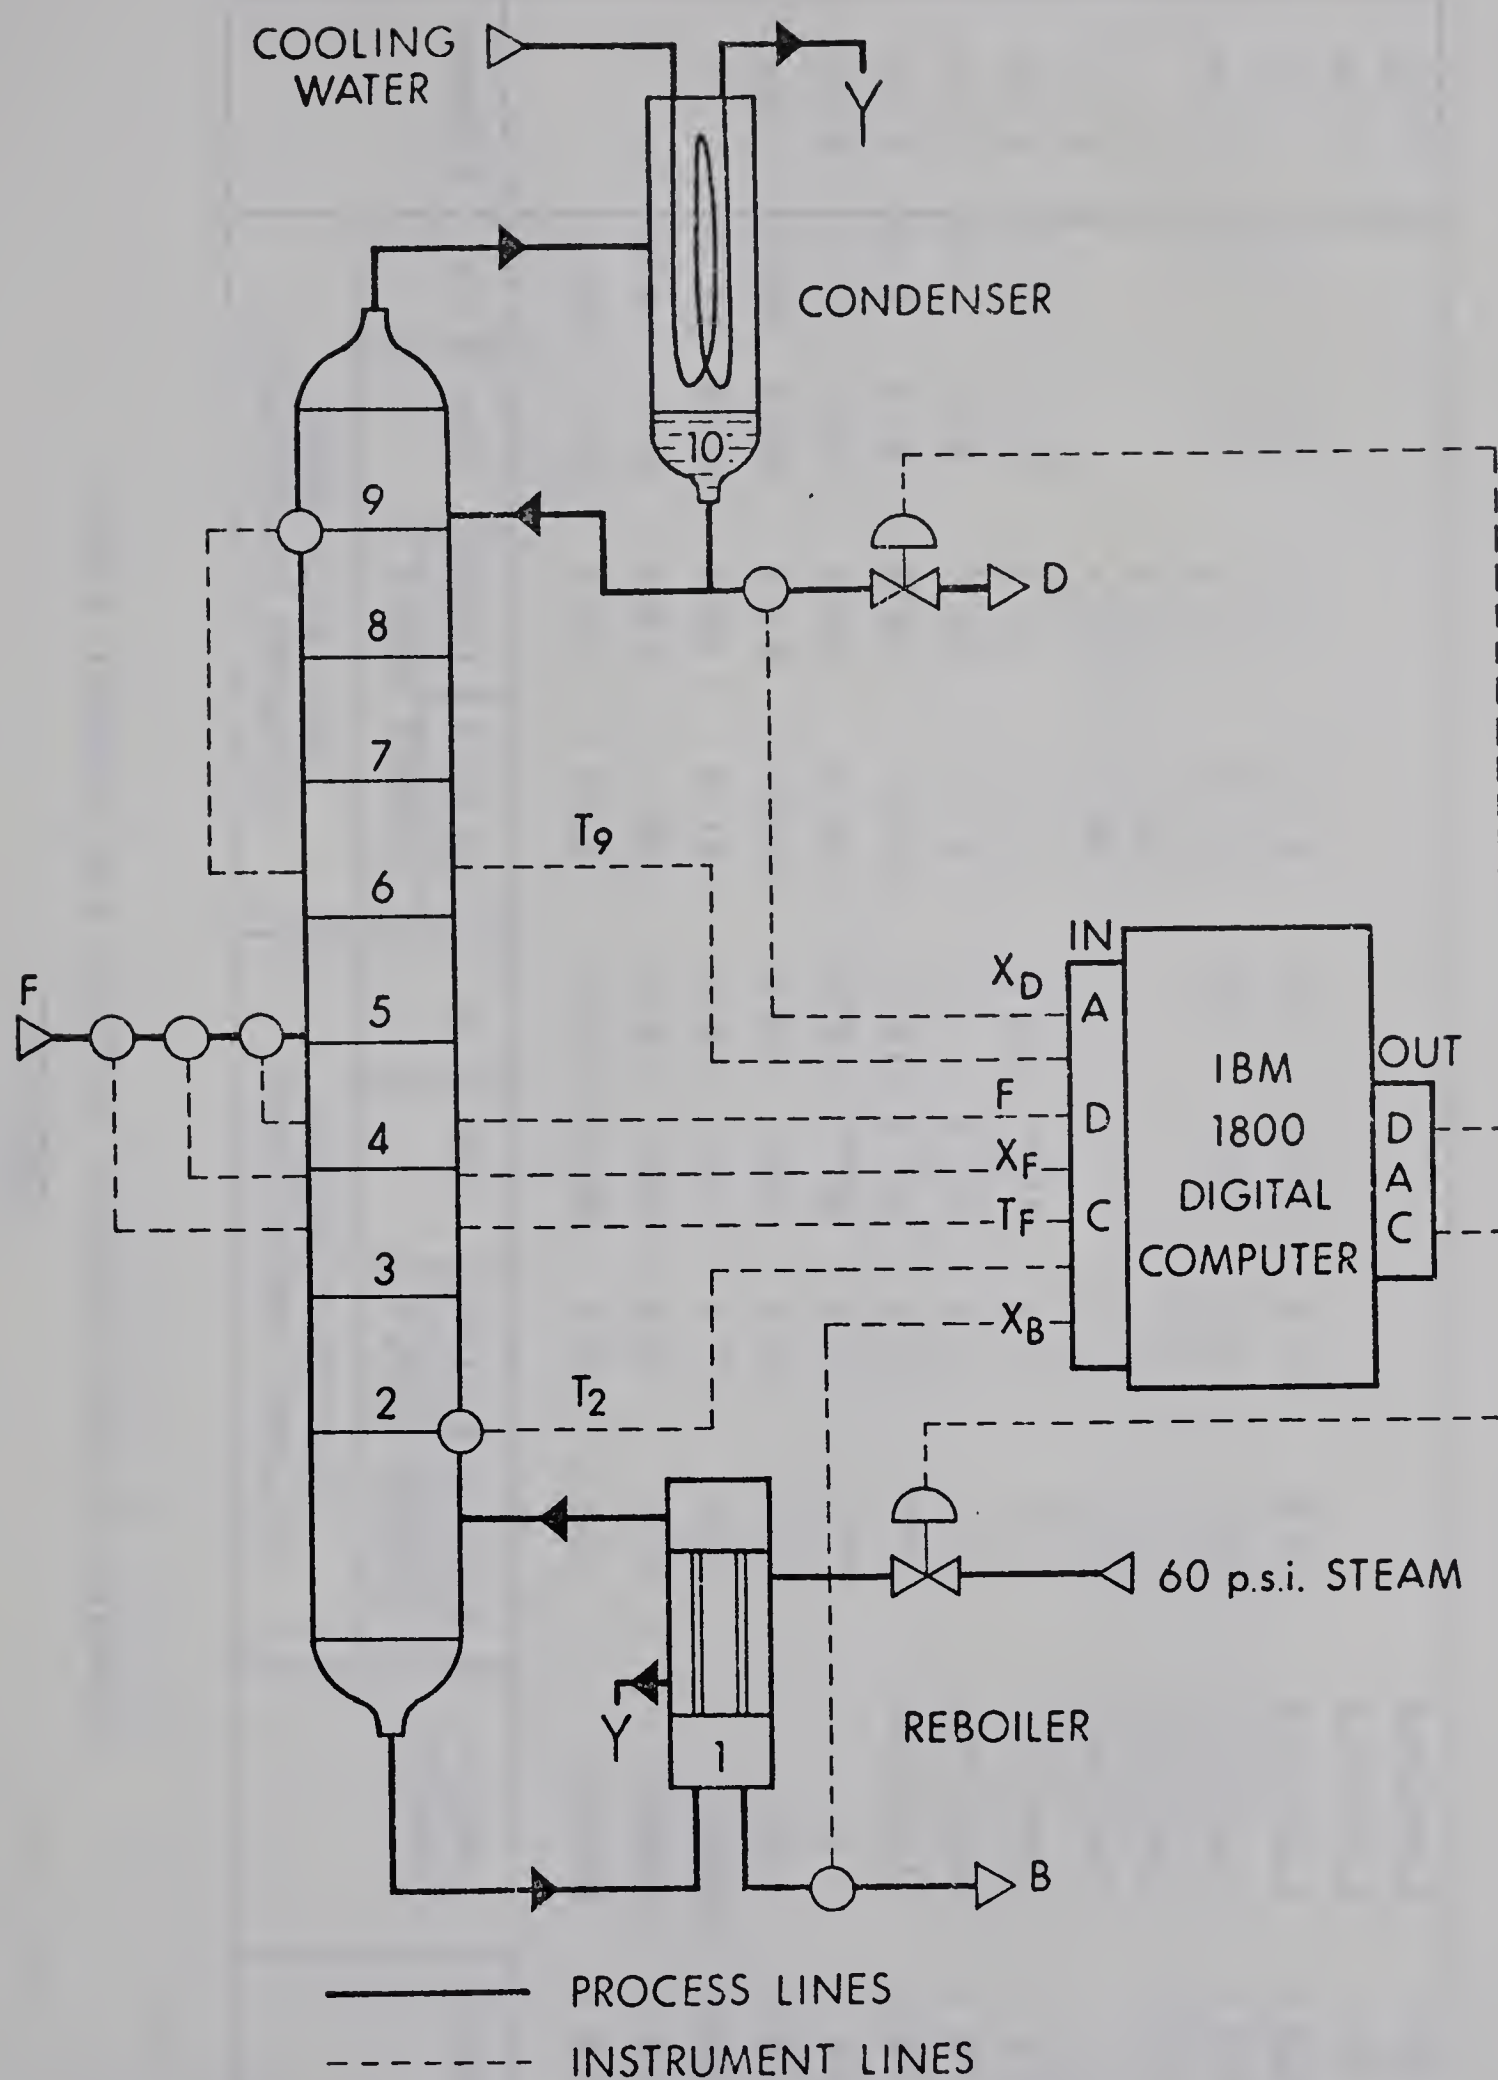 COOLING
WATER
CONDENSER
10
9
8
D
7
T9
6
IN
XD
A
F
5
OUT
IBM
F
D
1800
D
4
XF
DIGITAL
A
TF
C
C
COMPUTER
3
XB
T2
2
60 p.s.i. STEAM
REBOILER
1
B
PROCESS LINES
INSTRUMENT LINES